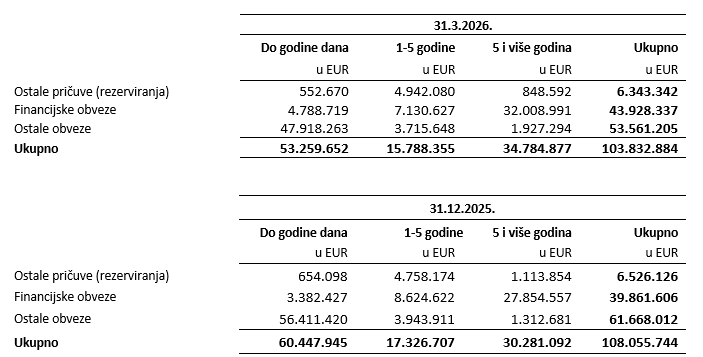 31.3.2026.
Do godine dana 1-5 godine 5 i više godina Ukupno
u EUR u EUR u EUR u EUR
Ostale pričuve (rezerviranja) 552.670 4.942.080 848.592 6.343.342
Financijske obveze 4.788.719 7.130.627 32.008.991 43.928.337
Ostale obveze 47.918.263 3.715.648 1.927.294 53.561.205
Ukupno 53.259.652 15.788.355 34.784.877 103.832.884
31.12.2025.
Do godine dana 1-5 godine 5 i više godina Ukupno
u EUR u EUR u EUR u EUR
Ostale pričuve (rezerviranja) 654.098 4.758.174 1.113.854 6.526.126
Financijske obveze 3.382.427 8.624.622 27.854.557 39.861.606
Ostale obveze 56.411.420 3.943.911 1.312.681 61.668.012
Ukupno 60.447.945 17.326.707 30.281.092 108.055.744